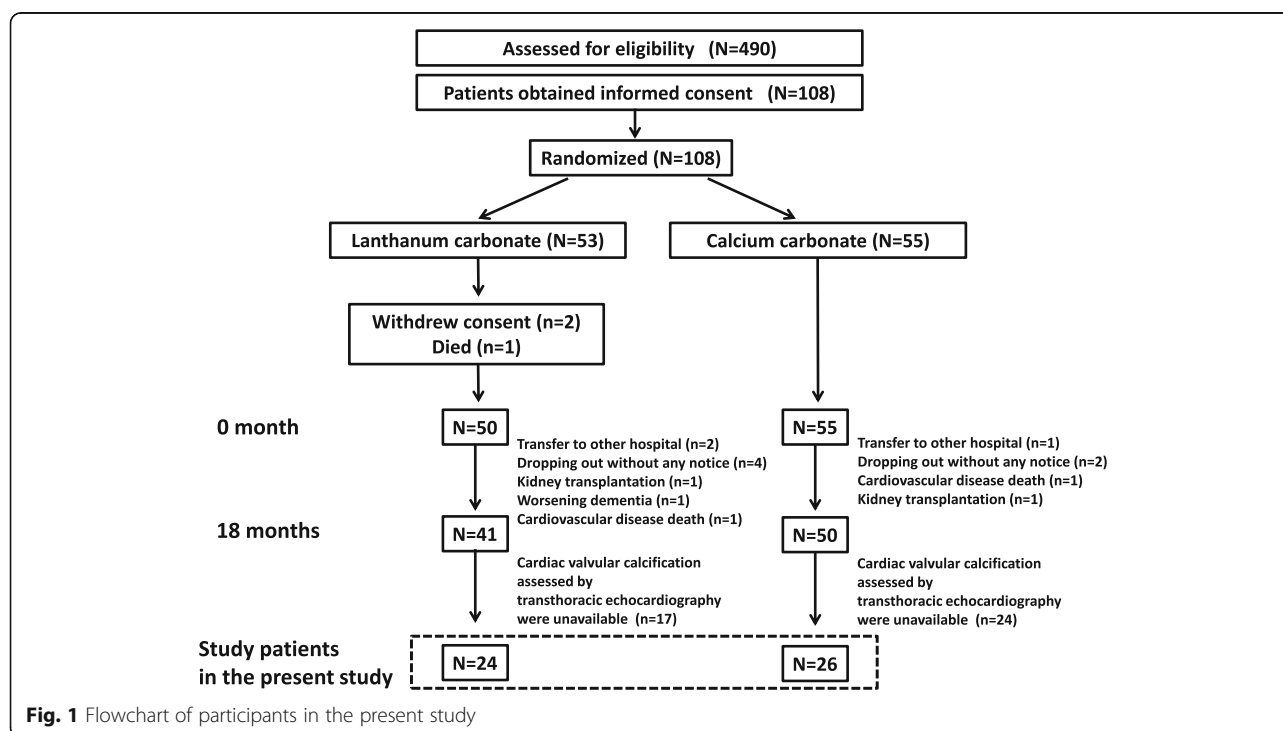 Assessed for eligibility (N=490)
Patients obtained informed consent (N=108)
Randomized (N=108)
Lanthanum carbonate (N=53)
Calcium carbonate (N=55)
Withdrew consent (n=2)
Died (n=1)
0 month
N=50
N=55
Transfer to other hospital (n=2)
Dropping out without any notice (n=4)
Kidney transplantation (n=1)
Worsening dementia (n=1)
Cardiovascular disease death (n=1)
Transfer to other hospital (n=1)
Dropping out without any notice (n=2)
Cardiovascular disease death (n=1)
Kidney transplantation (n=1)
18 months
N=41
N=50
Cardiac valvular calcification
assessed by
transthoracic echocardiography
were unavailable (n=17)
Cardiac valvular calcification
assessed by
transthoracic echocardiography
were unavailable (n=24)
Study patients
in the present study
N=24
N=26
Fig. 1 Flowchart of participants in the present study